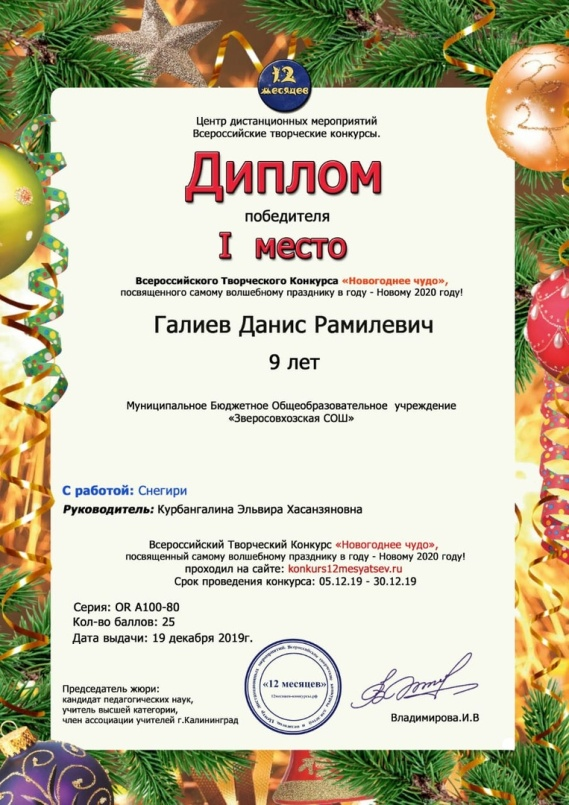 12
месяцев
Центр дистанционных мероприятий
Всероссийские творческие конкурсы.
Диплом
победителя
I место
Всероссийского Творческого Конкурса «Новогоднее чудо»,
посвященного самому волшебному празднику в году - Новому 2020 году!
Галиев Данис Рамилевич
9 лет
Муниципальное Бюджетное Общеобразовательное учреждение
«Зверосовхозская СОШ»
С работой: Снегири
Руководитель: Курбангалина Эльвира Хасанзяновна
Всероссийский Творческий Конкурс «Новогоднее чудо»,
посвященный самому волшебному празднику в году - Новому 2020 году!
проходил на сайте: konkurs12mesyatsev.ru
Срок проведения конкурса: 05.12.19 - 30.12.19
Серия: OR A100-80
Кол-во баллов: 25
Дата выдачи: 19 декабря 2019г.
«12 месяцев»
Председатель жюри:
кандидат педагогических наук,
учитель высшей категории,
член ассоциации учителей г.Калининград
Владимирова.И.В